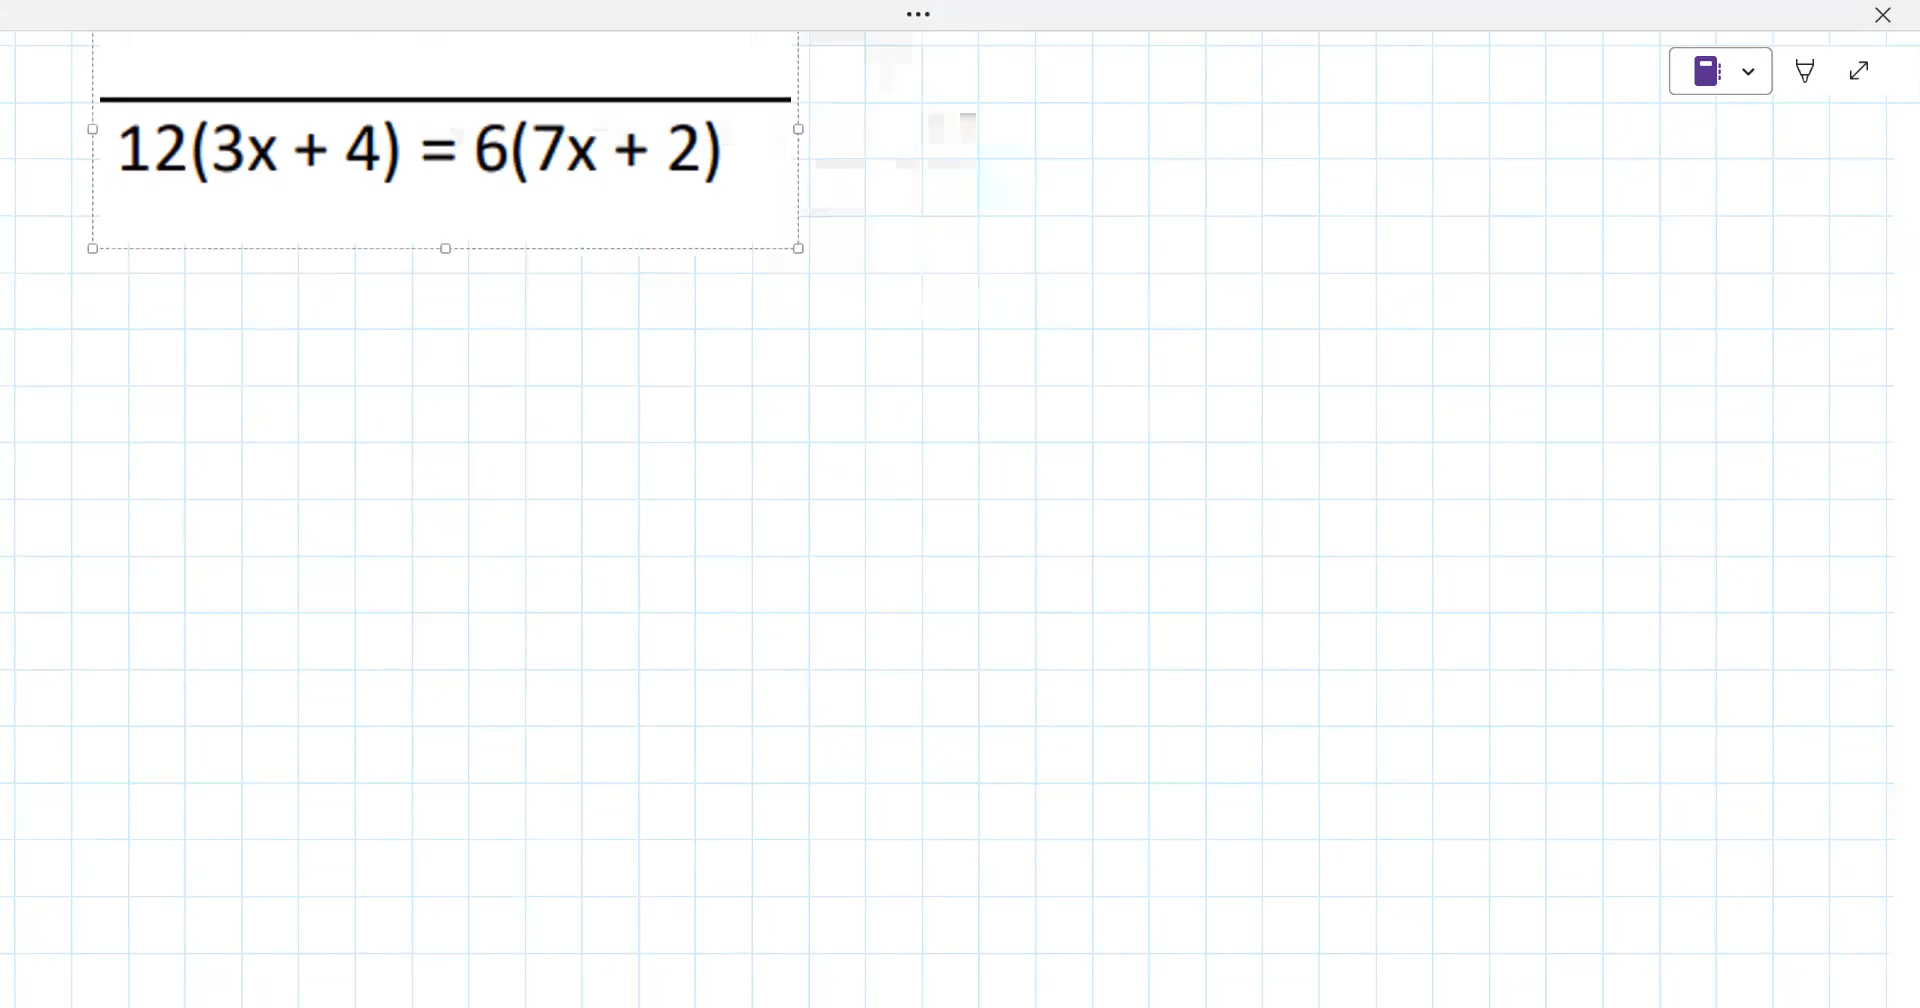 12(3x + 4) = 6(7x + 2)